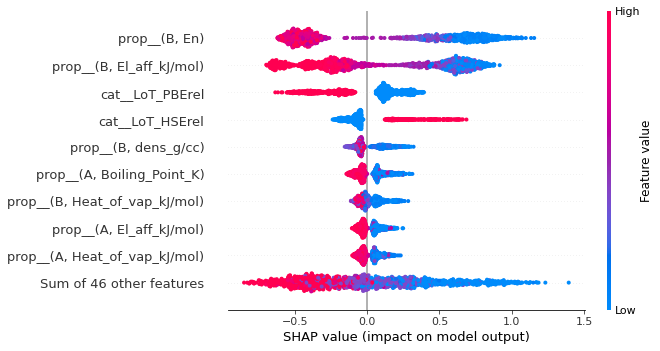 High
prop__(B, En)
prop__(B, El_aff_kJ/mol)
cat__LoT_PBErel
cat__LoT_HSErel
prop__(B, dens_g/cc)
prop__(A, Boiling_Point_K)
prop__(B, Heat_of_vap_kJ/mol)
prop__(A, El_aff_kJ/mol)
prop__(A, Heat_of_vap_kJ/mol)
Sum of 46 other features
Feature value
Low
−0.5 0.0 0.5 1.0 1.5
SHAP value (impact on model output)